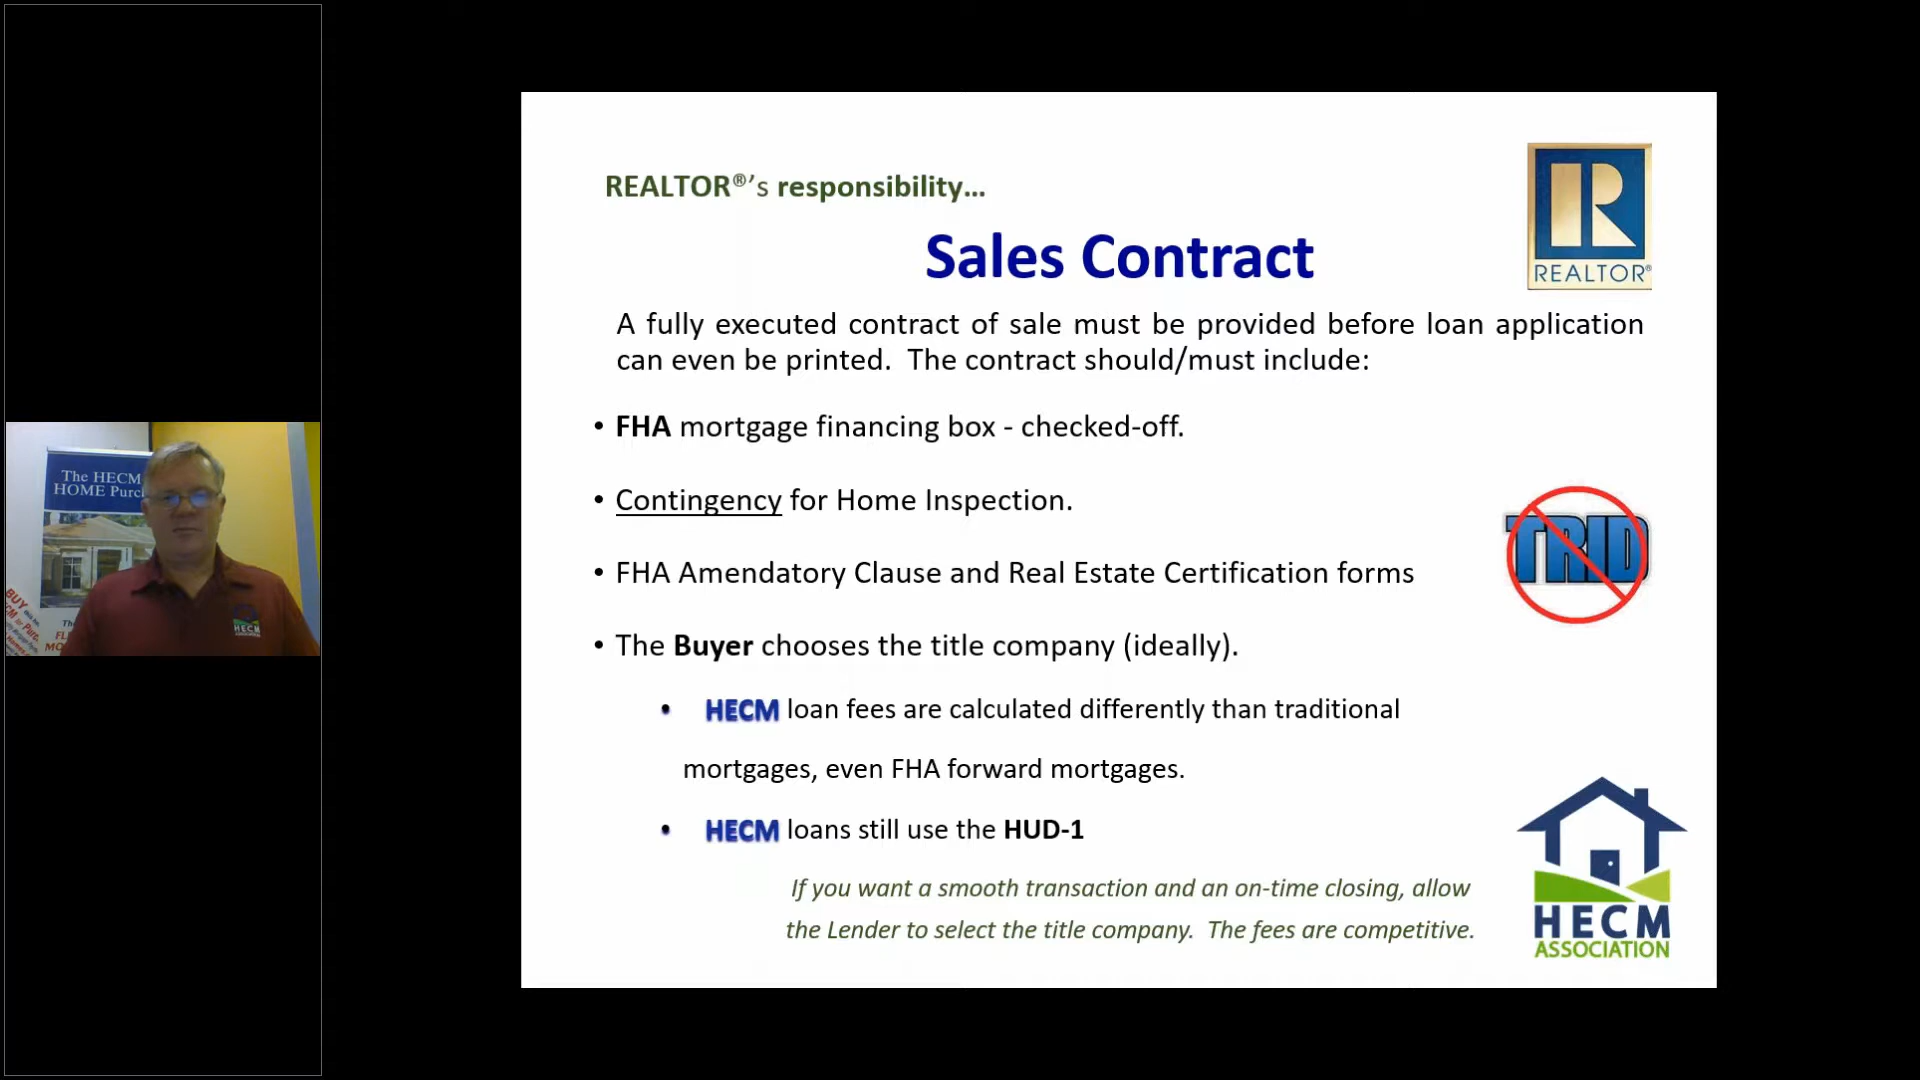 The HECM
HOME Purc
REALTOR®’s responsibility…
Sales Contract
REALTOR®
A fully executed contract of sale must be provided before loan application
can even be printed.  The contract should/must include:
• FHA mortgage financing box - checked-off.
• Contingency for Home Inspection.
• FHA Amendatory Clause and Real Estate Certification forms
TRID
• The Buyer chooses the title company (ideally).
• HECM loan fees are calculated differently than traditional
mortgages, even FHA forward mortgages.
• HECM loans still use the HUD-1
If you want a smooth transaction and an on-time closing, allow
the Lender to select the title company.  The fees are competitive.
HECM
ASSOCIATION
BUY
HECM